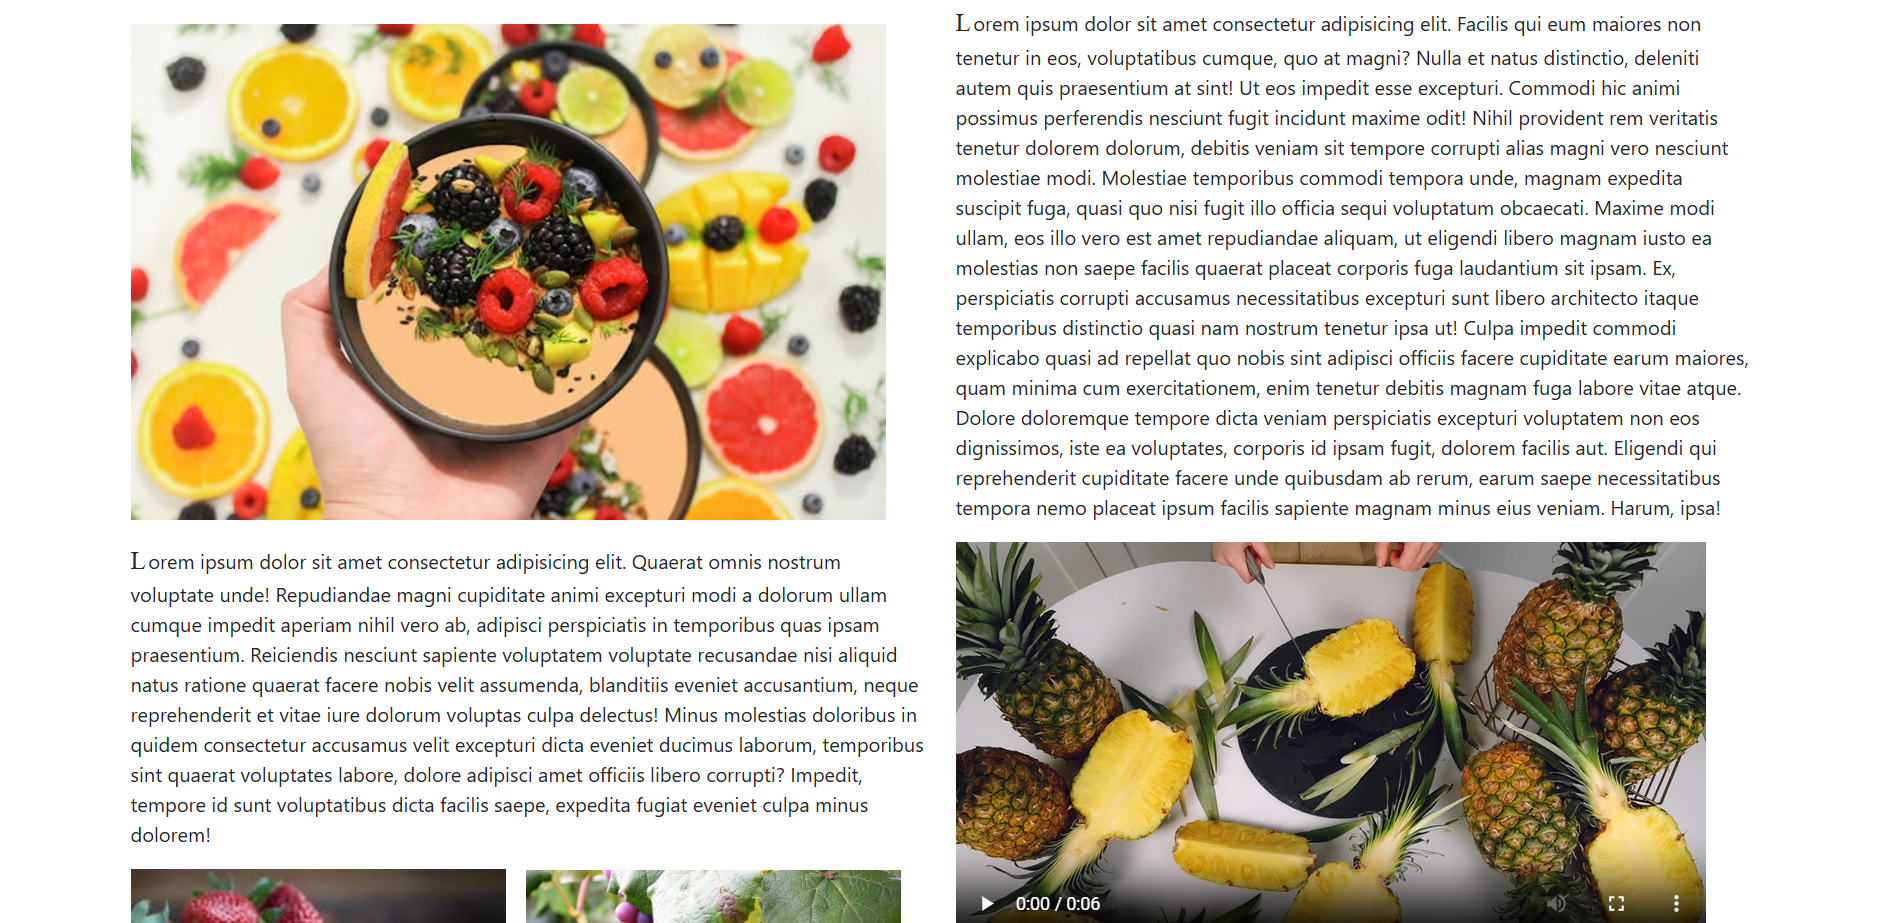 Lorem ipsum dolor sit amet consectetur adipisicing elit. Quaerat omnis nostrum
voluptate unde! Repudiandae magni cupiditate animi excepturi modi a dolorum ullam
cumque impedit aperiam nihil vero ab, adipisci perspiciatis in temporibus quas ipsam
praesentium. Reiciendis nesciunt sapiente voluptatem voluptate recusandae nisi aliquid
natus ratione quaerat facere nobis velit assumenda, blanditiis eveniet accusantium, neque
reprehenderit et vitae iure dolorum voluptas culpa delectus! Minus molestias doloribus in
quidem consectetur accusamus velit excepturi dicta eveniet ducimus laborum, temporibus
sint quaerat voluptates labore, dolore adipisci amet officiis libero corrupti? Impedit,
tempore id sunt voluptatibus dicta facilis saepe, expedita fugiat eveniet culpa minus
dolorem!
Lorem ipsum dolor sit amet consectetur adipisicing elit. Facilis qui eum maiores non
tenetur in eos, voluptatibus cumque, quo at magni? Nulla et natus distinctio, deleniti
autem quis praesentium at sint! Ut eos impedit esse excepturi. Commodi hic animi
possimus perferendis nesciunt fugit incidunt maxime odit! Nihil provident rem veritatis
tenetur dolorem dolorum, debitis veniam sit tempore corrupti alias magni vero nesciunt
molestiae modi. Molestiae temporibus commodi tempora unde, magnam expedita
suscipit fuga, quasi quo nisi fugit illo officia sequi voluptatum obcaecati. Maxime modi
ullam, eos illo vero est amet repudiandae aliquam, ut eligendi libero magnam iusto ea
molestias non saepe facilis quaerat placeat corporis fuga laudantium sit ipsam. Ex,
perspiciatis corrupti accusamus necessitatibus excepturi sunt libero architecto itaque
temporibus distinctio quasi nam nostrum tenetur ipsa ut! Culpa impedit commodi
explicabo quasi ad repellat quo nobis sint adipisci officiis facere cupiditate earum maiores,
quam minima cum exercitationem, enim tenetur debitis magnam fuga labore vitae atque.
Dolore doloremque tempore dicta veniam perspiciatis excepturi voluptatem non eos
dignissimos, iste ea voluptates, corporis id ipsam fugit, dolorem facilis aut. Eligendi qui
reprehenderit cupiditate facere unde quibusdam ab rerum, earum saepe necessitatibus
tempora nemo placeat ipsum facilis sapiente magnam minus eius veniam. Harum, ipsa!
0:00 / 0:06